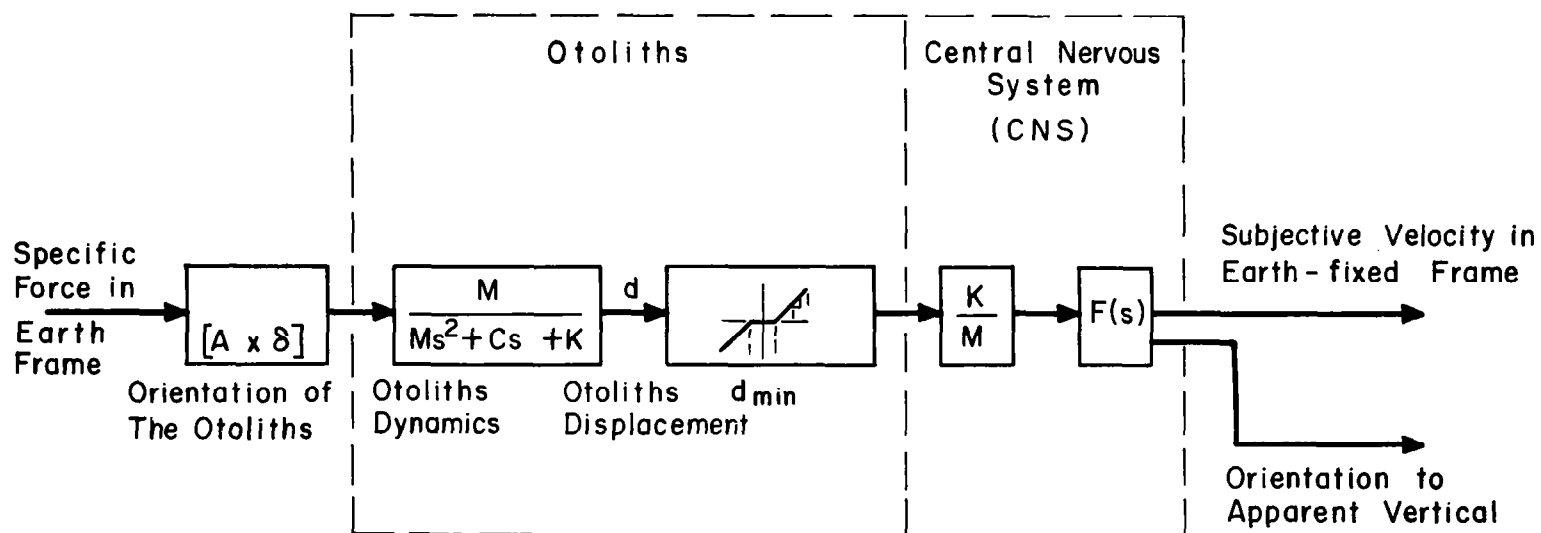 Otoliths
Central Nervous
System
(CNS)
Specific
Force in
Earth
Frame
[A x δ]
Orientation of
The Otoliths
M
Ms² + Cs + K
Otoliths
Dynamics
d
Otoliths
Displacement
1
d min
K
M
F(s)
Subjective Velocity in
Earth-fixed Frame
Orientation to
Apparent Vertical